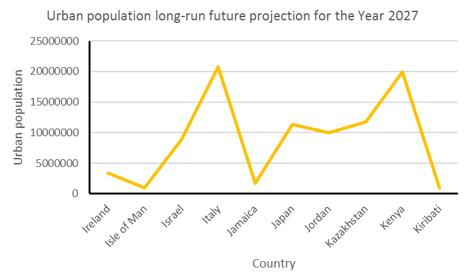 Urban population long-run future projection for the Year 2027
25000000
20000000
15000000
10000000
5000000
0
Urban population
Ireland
Isle of Man
Israel
Italy
Jamaica
Japan
Jordan
Kazakhstan
Kenya
Kiribati
Country